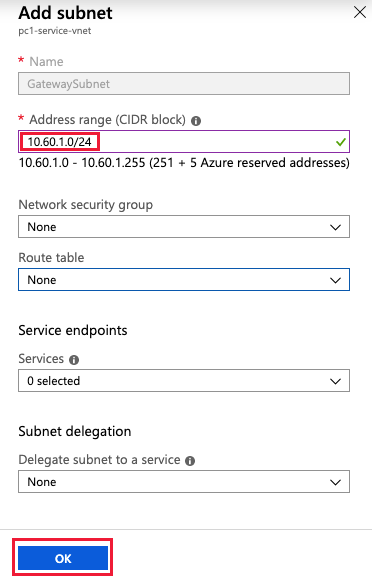 Add subnet
pc1-service-vnet
* Name
GatewaySubnet
* Address range (CIDR block)
10.60.1.0/24
10.60.1.0 - 10.60.1.255 (251 + 5 Azure reserved addresses)
Network security group
None
Route table
None
Service endpoints
Services
0 selected
Subnet delegation
Delegate subnet to a service
None
OK